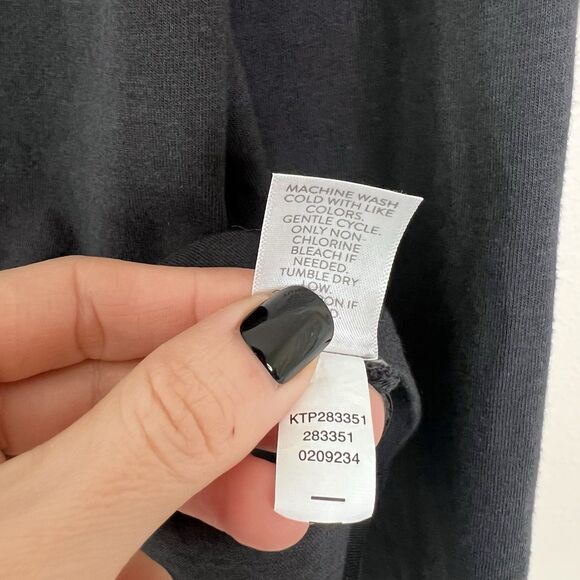 MACHINE WASH
COLD WITH LIKE
COLORS.
GENTLE CYCLE.
ONLY NON-
CHLORINE
BLEACH IF
NEEDED.
TUMBLE DRY
LOW.
IF
KTP283351
283351
0209234